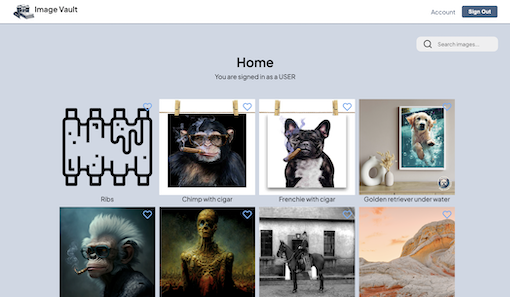 Image Vault
Account
Sign Out
Search images...
Home
You are signed in as a USER
Ribs
Chimp with cigar
Frenchie with cigar
Golden retriever under water